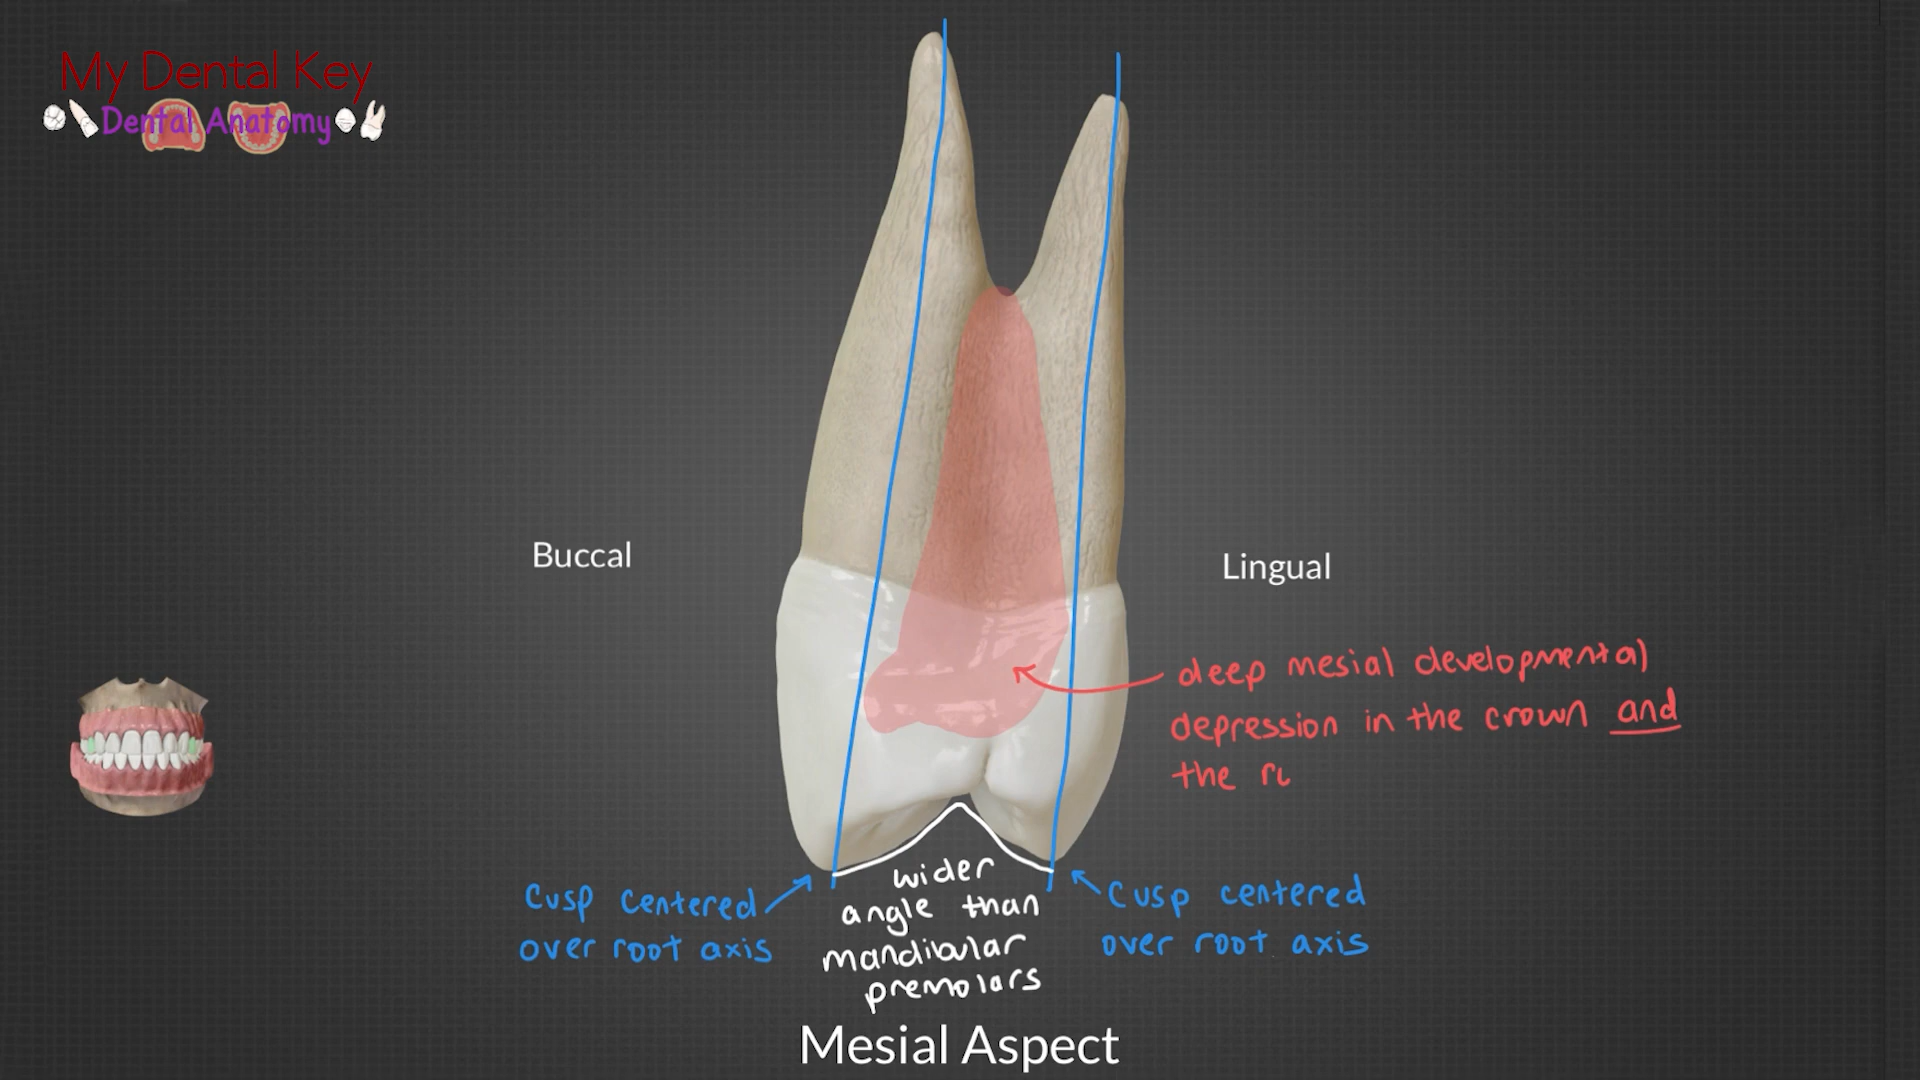 My Dental Key
Dental Anatomy
Buccal
Lingual
deep mesial developmental
depression in the crown and
the
Cusp centered
over root axis
wider
angle than
mandibular
premolars
Cusp centered
over root axis
Mesial Aspect